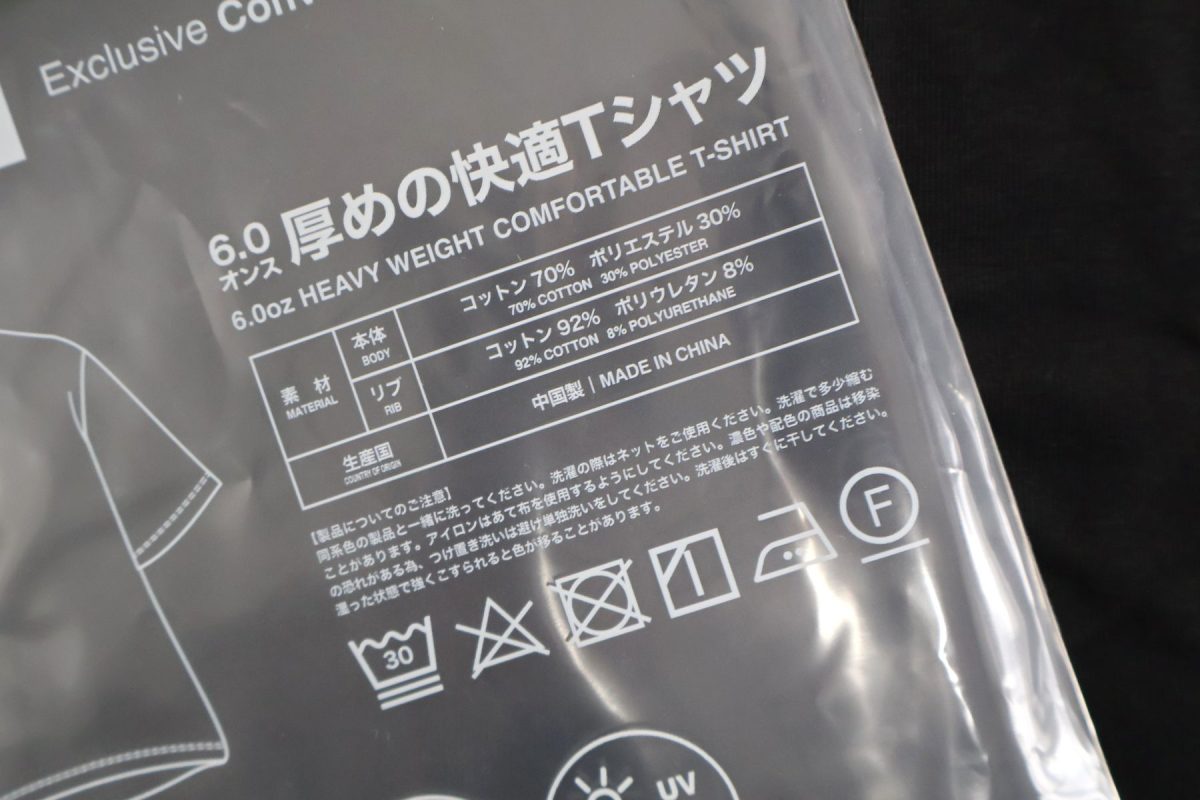 Exclusive Conv
6.0
オンス
厚めの快適Tシャツ
6.0oz HEAVY WEIGHT COMFORTABLE T-SHIRT
素 材
MATERIAL
本体
BODY
コットン 70% ポリエステル 30%
70% COTTON 30% POLYESTER
リブ
RIB
コットン 92% ポリウレタン 8%
92% COTTON 8% POLYURETHANE
生産国
COUNTRY OF ORIGIN
中国製 | MADE IN CHINA
【製品についてのご注意】
同系色の製品と一緒に洗ってください。洗濯の際はネットをご使用ください。洗濯で多少縮む
ことがあります。アイロンはあて布を使用するようにしてください。濃色や配色の商品は移染
の恐れがある為、つけ置き洗いは避け単独洗いをしてください。洗濯後はすぐに干してください。
湿った状態で強くこすられると色が移ることがあります。
30
F
UV